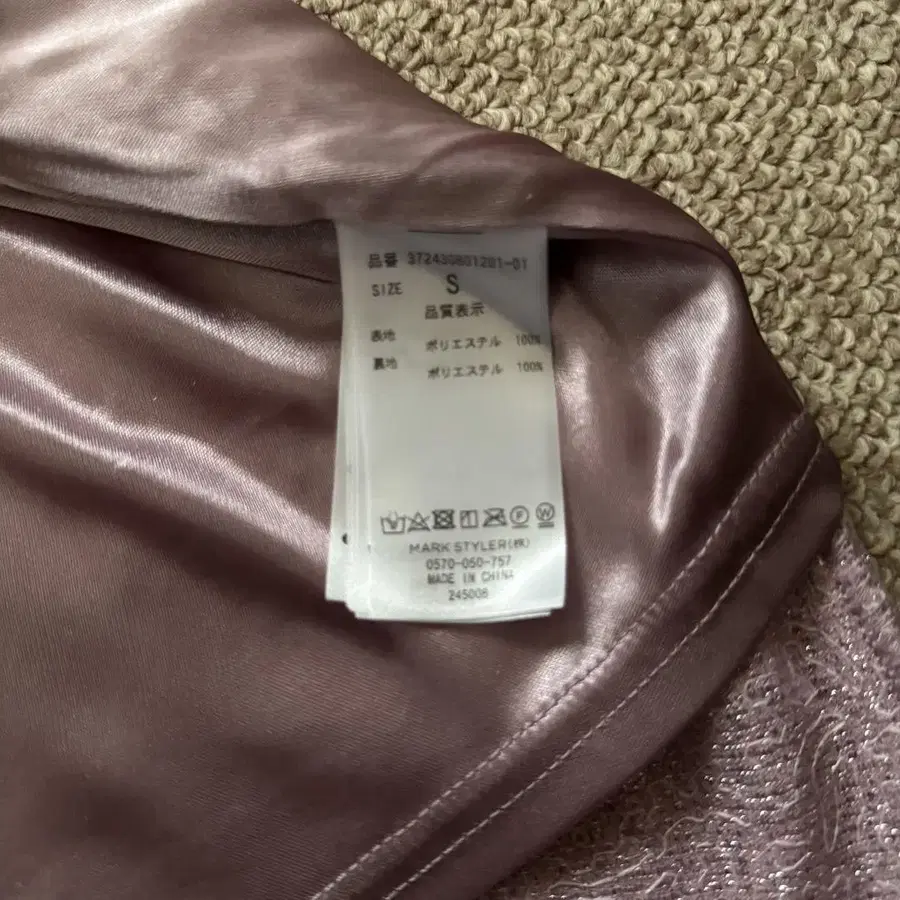 品番 372430801201-01
SIZE S
品質表示
表地 ポリエステル 100%
裏地 ポリエステル 100%
MARK STYLER(株)
0570-050-757
MADE IN CHINA
245006